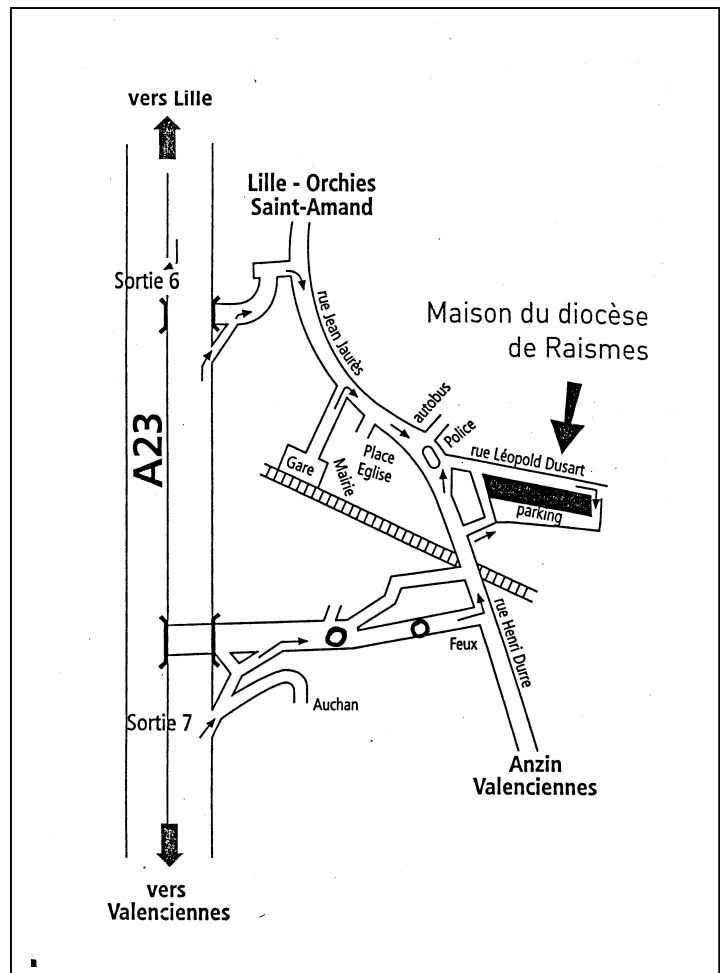 vers Lille
Lille - Orchies
Saint-Amand
Sortie 6
rue Jean Jaurès
Maison du diocèse
de Raismes
A23
autobus
Police
rue Léopold Dusart
Place
Eglise
Gare
Mairie
parking
rue Henri Durre
Feux
Auchan
Sortie 7
Anzin
Valenciennes
vers
Valenciennes